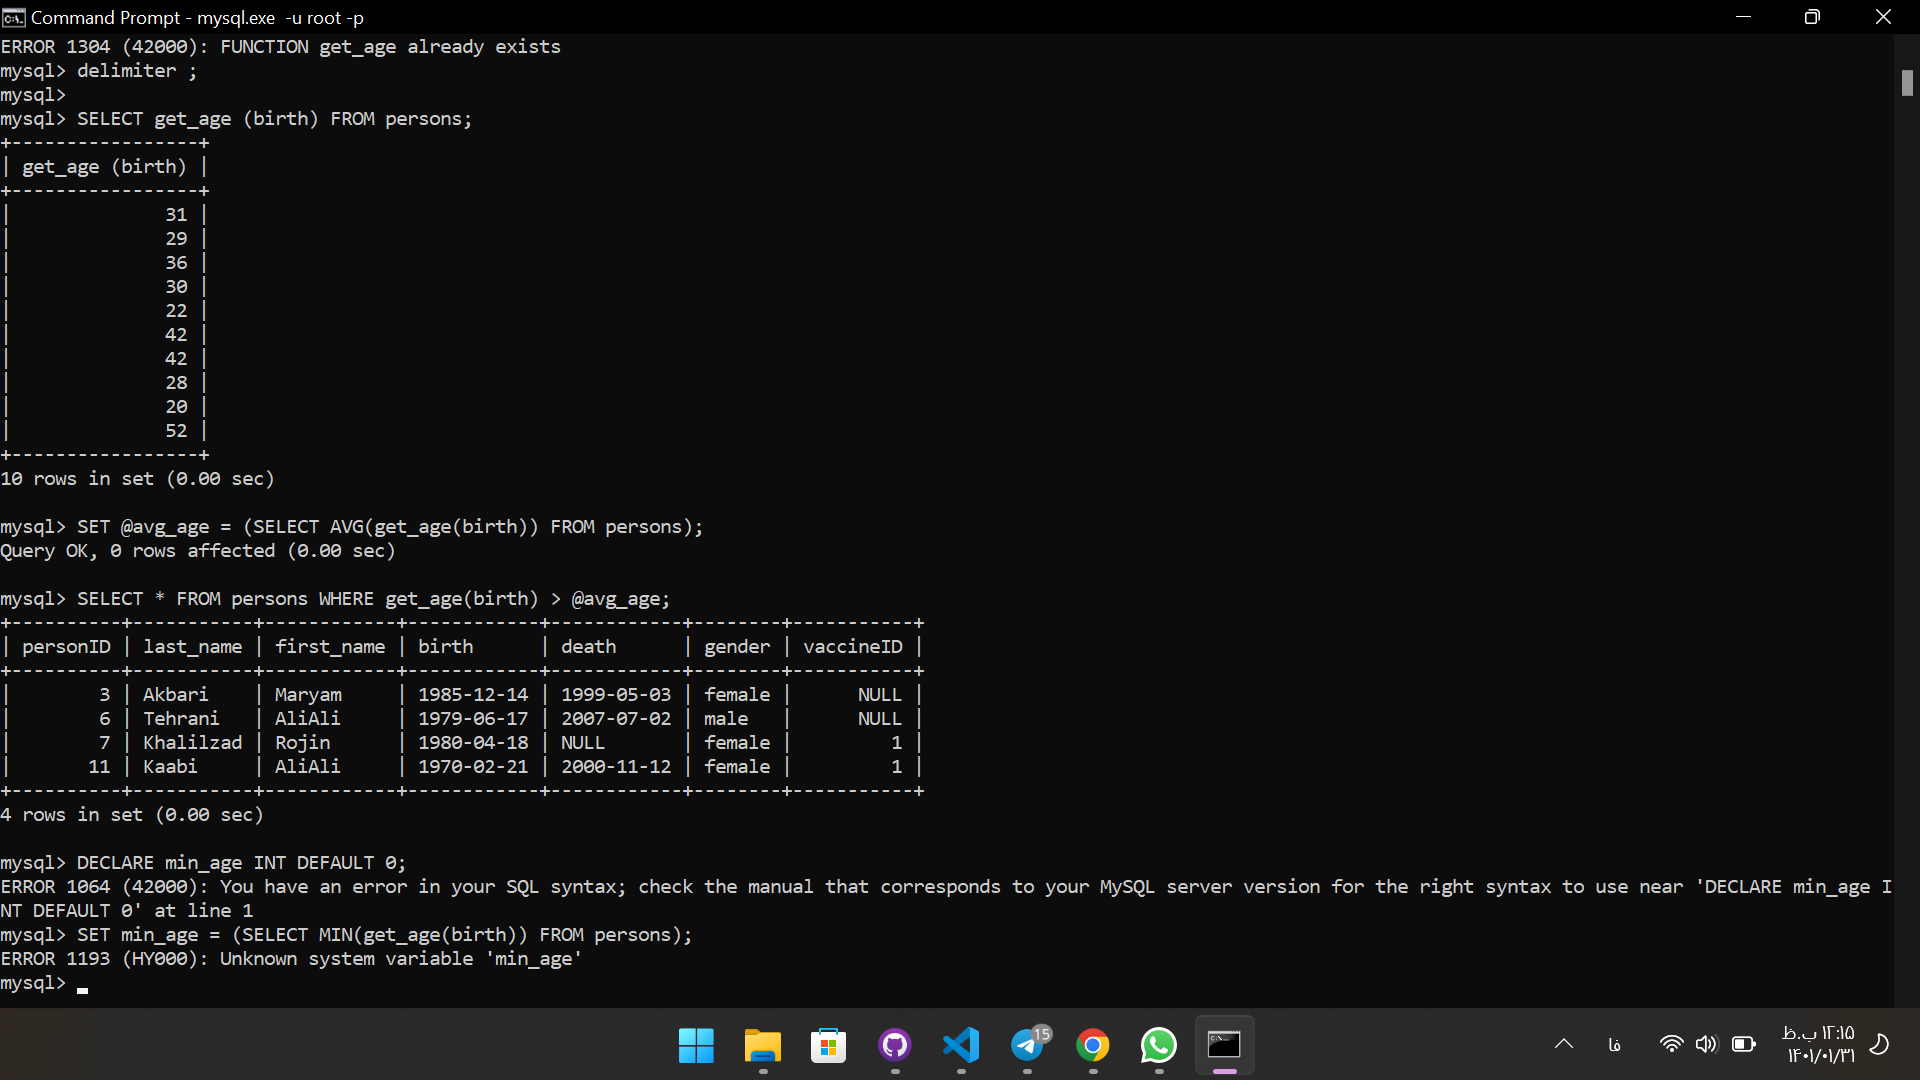 Command Prompt - mysql.exe  -u root -p
ERROR 1304 (42000): FUNCTION get_age already exists
mysql> delimiter ;
mysql>
mysql> SELECT get_age (birth) FROM persons;
+-----------------+
| get_age (birth) |
+-----------------+
|              31 |
|              29 |
|              36 |
|              30 |
|              22 |
|              42 |
|              42 |
|              28 |
|              20 |
|              52 |
+-----------------+
10 rows in set (0.00 sec)
mysql> SET @avg_age = (SELECT AVG(get_age(birth)) FROM persons);
Query OK, 0 rows affected (0.00 sec)
mysql> SELECT * FROM persons WHERE get_age(birth) > @avg_age;
+----------+-----------+------------+------------+------------+--------+-----------+
| personID | last_name | first_name | birth      | death      | gender | vaccineID |
+----------+-----------+------------+------------+------------+--------+-----------+
|        3 | Akbari    | Maryam     | 1985-12-14 | 1999-05-03 | female |      NULL |
|        6 | Tehrani   | AliAli     | 1979-06-17 | 2007-07-02 | male   |      NULL |
|        7 | Khalilzad | Rojin      | 1980-04-18 | NULL       | female |         1 |
|       11 | Kaabi     | AliAli     | 1970-02-21 | 2000-11-12 | female |         1 |
+----------+-----------+------------+------------+------------+--------+-----------+
4 rows in set (0.00 sec)
mysql> DECLARE min_age INT DEFAULT 0;
ERROR 1064 (42000): You have an error in your SQL syntax; check the manual that corresponds to your MySQL server version for the right syntax to use near 'DECLARE min_age I
NT DEFAULT 0' at line 1
mysql> SET min_age = (SELECT MIN(get_age(birth)) FROM persons);
ERROR 1193 (HY000): Unknown system variable 'min_age'
mysql>
15
فا
۱۲:۱۵ ب.ظ
۱۴۰۱/۰۱/۳۱